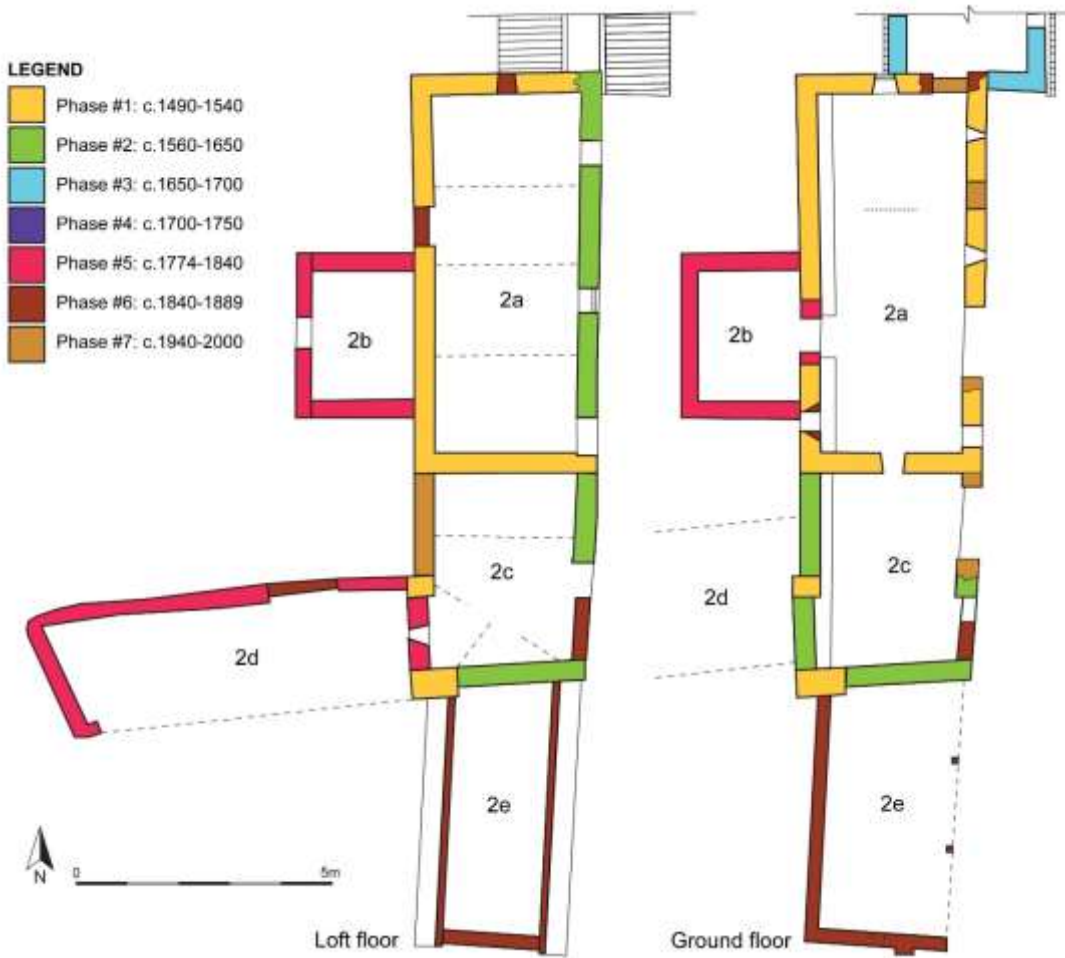 LEGEND
Phase #1: c.1490-1540
Phase #2: c.1560-1650
Phase #3: c.1650-1700
Phase #4: c.1700-1750
Phase #5: c.1774-1840
Phase #6: c.1840-1889
Phase #7: c.1940-2000
2a
2b
2c
2d
2e
Loft floor
2a
2b
2c
2d
2e
Ground floor
N
0 5m